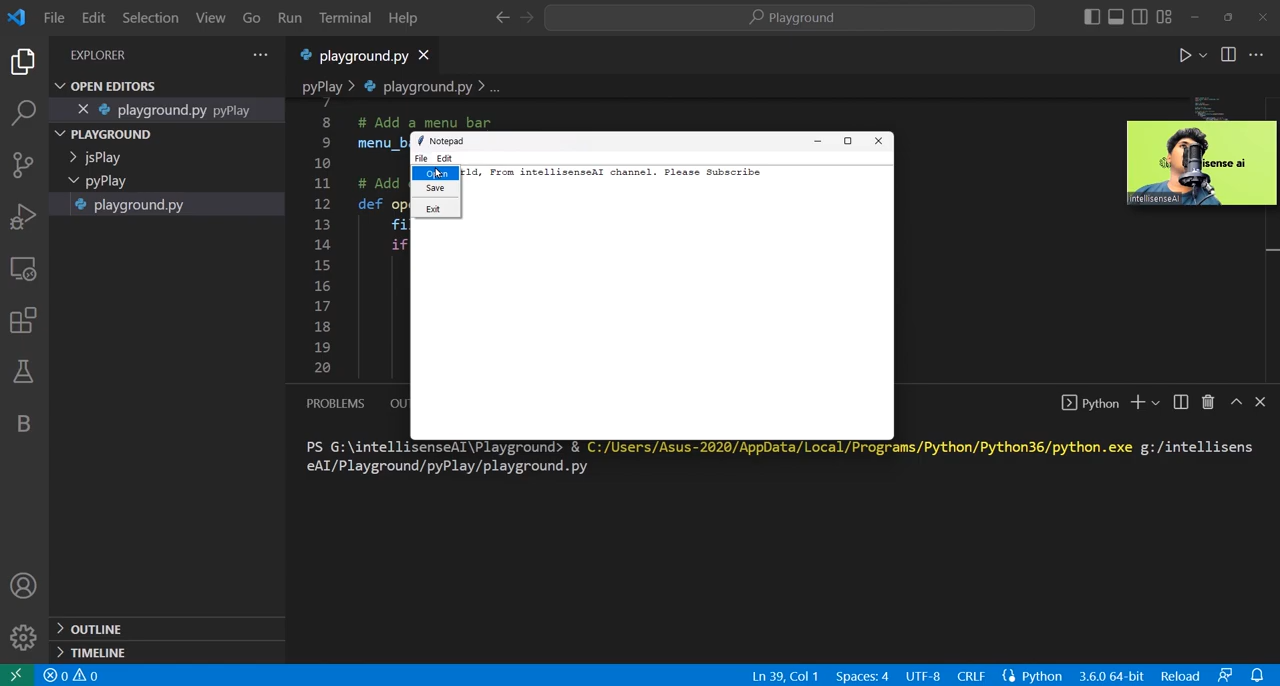 File Edit Selection View Go Run Terminal Help
Playground
EXPLORER
playground.py
OPEN EDITORS
pyPlay > playground.py > ...
playground.py pyPlay
PLAYGROUND
jsPlay
pyPlay
playground.py
7
8 # Add a menu bar
9 menu_b
10
11 # Add
12 def op
13 fi
14 if
15
16
17
18
19
20
Notepad
File Edit
Open
rld, From intellisenseAI channel. Please Subscribe
Save
Exit
isense ai
IntellisenseAI
PROBLEMS OU
Python
PS G:\intellisenseAI\Playground> & C:/Users/Asus-2020/AppData/Local/Programs/Python/Python36/python.exe g:/intellisens
eAI/Playground/pyPlay/playground.py
B
OUTLINE
TIMELINE
0 0
Ln 39, Col 1 Spaces: 4 UTF-8 CRLF Python 3.6.0 64-bit Reload